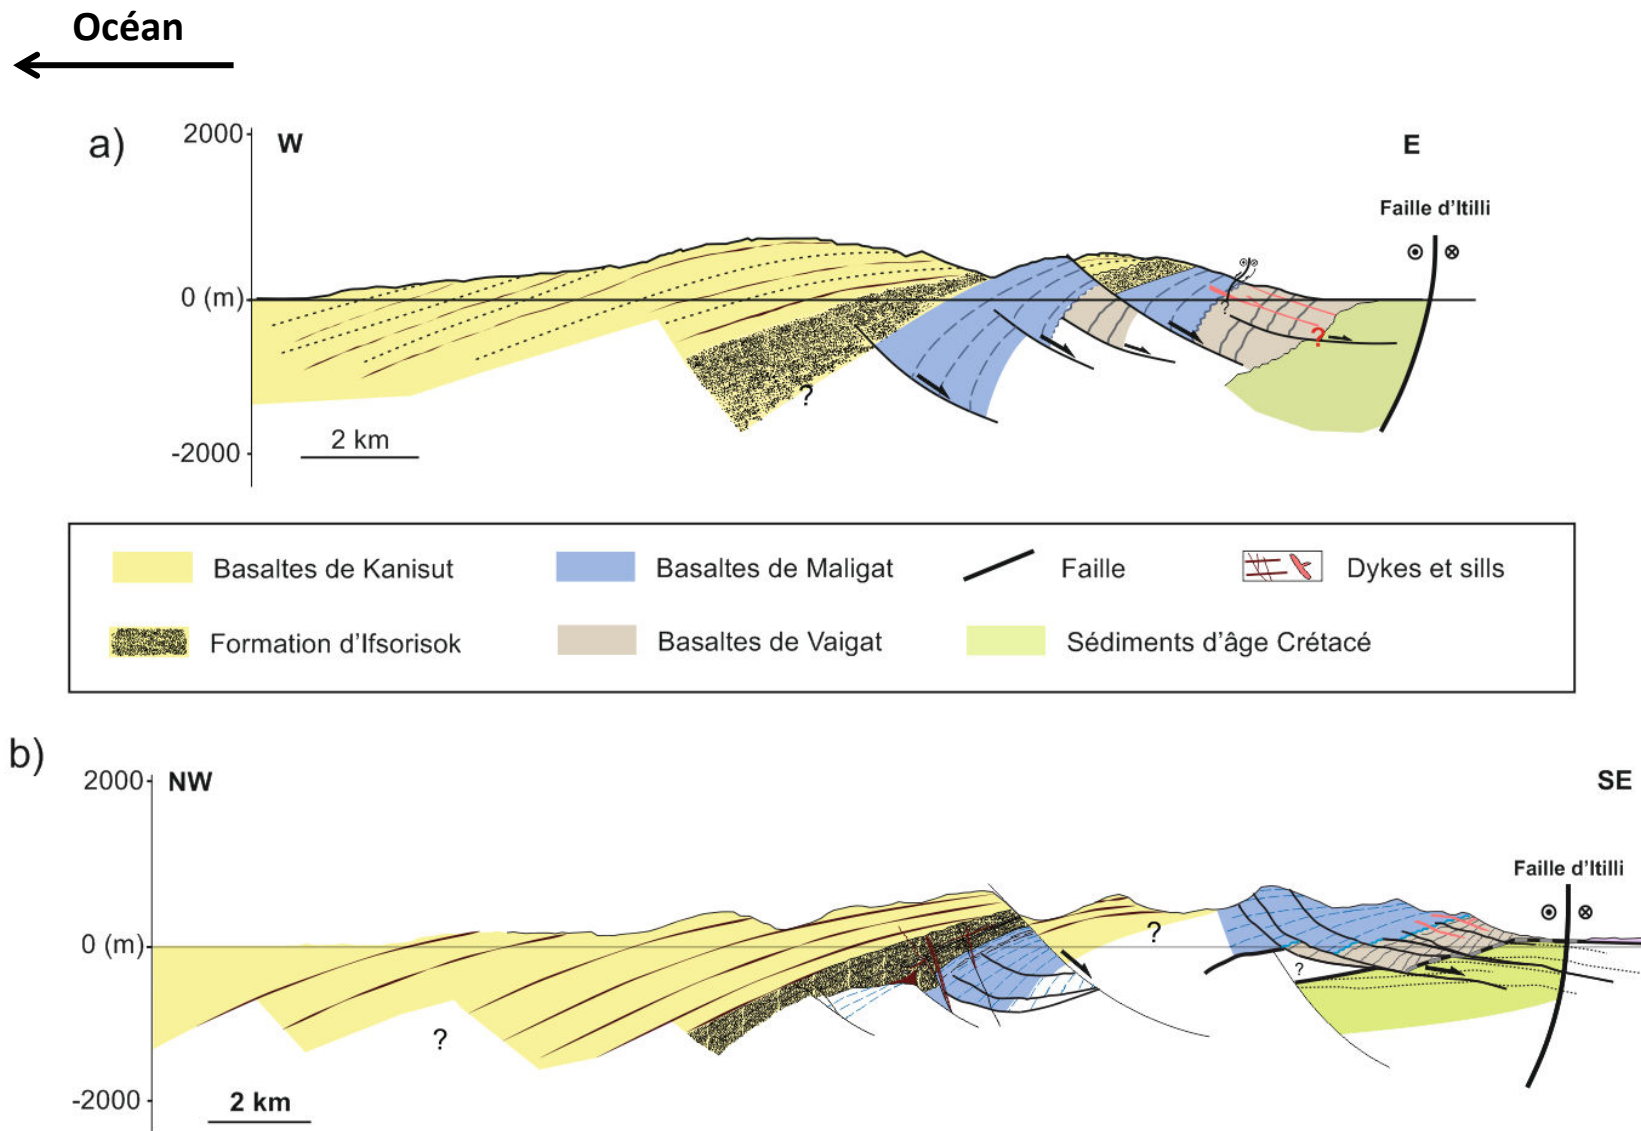 Océan
a)
2000
W
E
Faille d'Itilli
0 (m)
?
?
?
-2000
2 km
Basaltes de Kanisut
Basaltes de Maligat
Faille
Dykes et sills
Formation d'Ifsorisok
Basaltes de Vaigat
Sédiments d'âge Crétacé
b)
2000
NW
SE
Faille d'Itilli
0 (m)
?
?
?
-2000
2 km